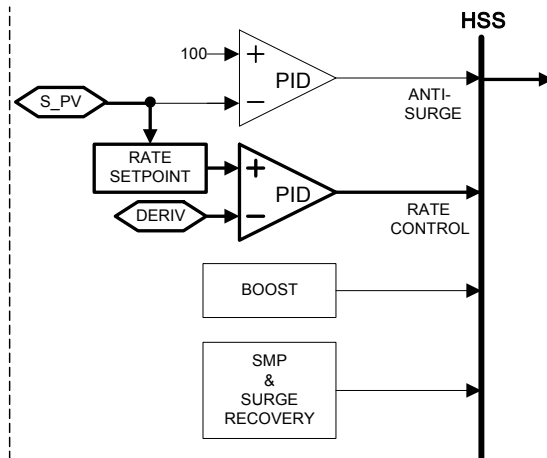 HSS
100
+
PID
−
S_PV
ANTI-
SURGE
RATE
SETPOINT
+
PID
−
DERIV
RATE
CONTROL
BOOST
SMP
&
SURGE
RECOVERY